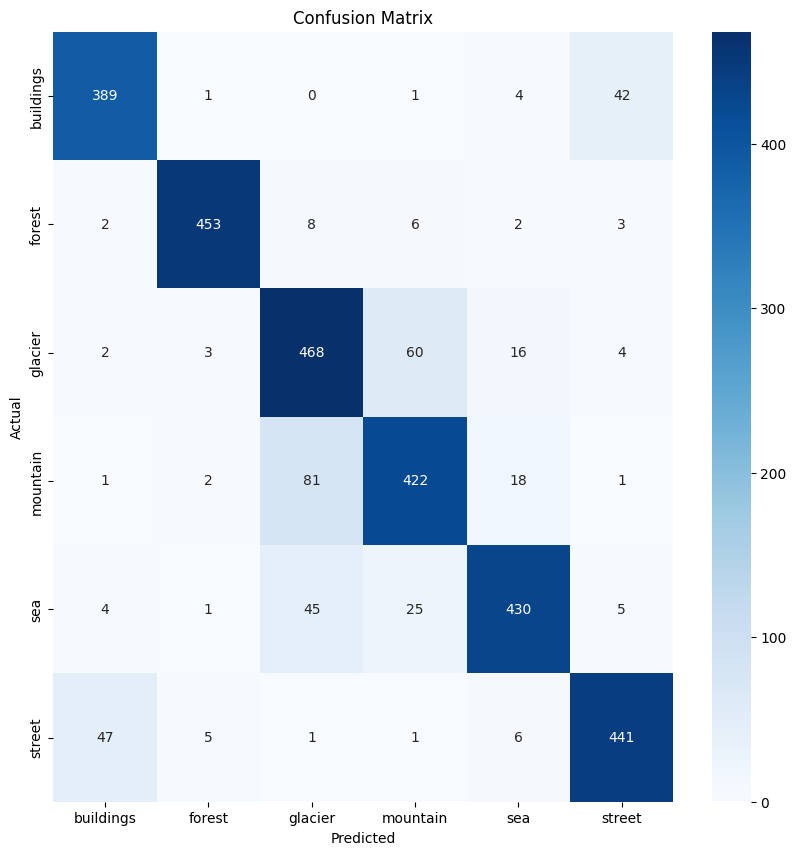 Confusion Matrix
buildings 389 1 0 1 4 42
forest 2 453 8 6 2 3
glacier 2 3 468 60 16 4
mountain 1 2 81 422 18 1
sea 4 1 45 25 430 5
street 47 5 1 1 6 441
Actual
buildings forest glacier mountain sea street
Predicted
400
300
200
100
0